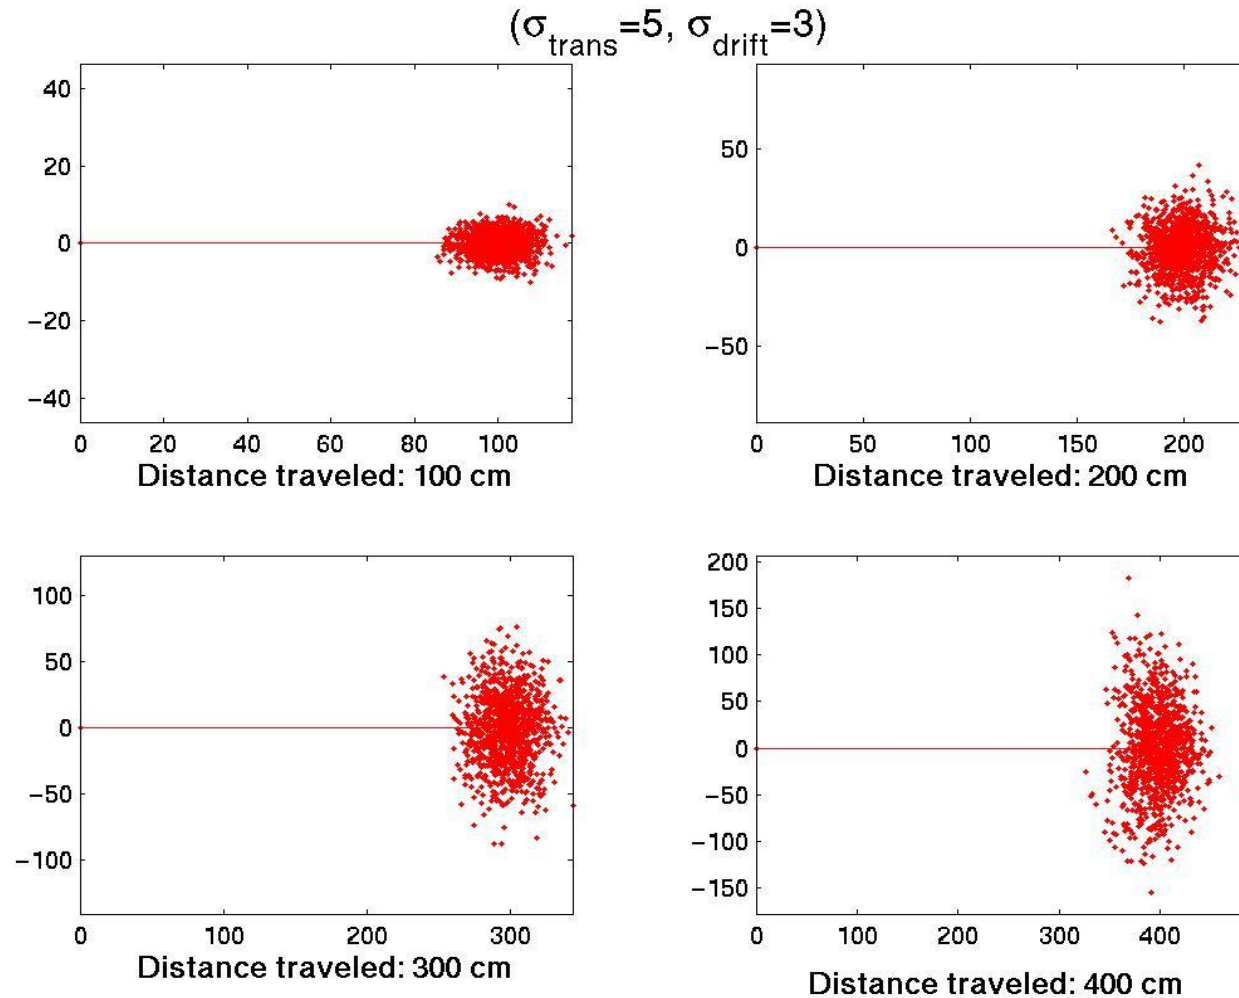 (σtrans=5, σdrift=3)
40
20
0
−20
−40
0 20 40 60 80 100
Distance traveled: 100 cm
50
0
−50
0 50 100 150 200
Distance traveled: 200 cm
100
50
0
−50
−100
0 100 200 300
Distance traveled: 300 cm
200
150
100
50
0
−50
−100
−150
0 100 200 300 400
Distance traveled: 400 cm